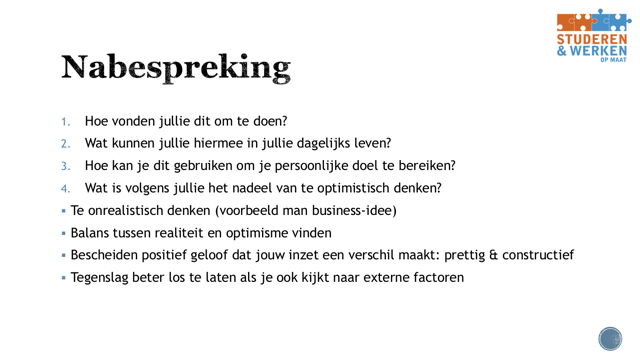 STUDEREN
& WERKEN
OP MAAT
Nabespreking
1. Hoe vonden jullie dit om te doen?
2. Wat kunnen jullie hiermee in jullie dagelijks leven?
3. Hoe kan je dit gebruiken om je persoonlijke doel te bereiken?
4. Wat is volgens jullie het nadeel van te optimistisch denken?
▪ Te onrealistisch denken (voorbeeld man business-idee)
▪ Balans tussen realiteit en optimisme vinden
▪ Bescheiden positief geloof dat jouw inzet een verschil maakt: prettig & constructief
▪ Tegenslag beter los te laten als je ook kijkt naar externe factoren